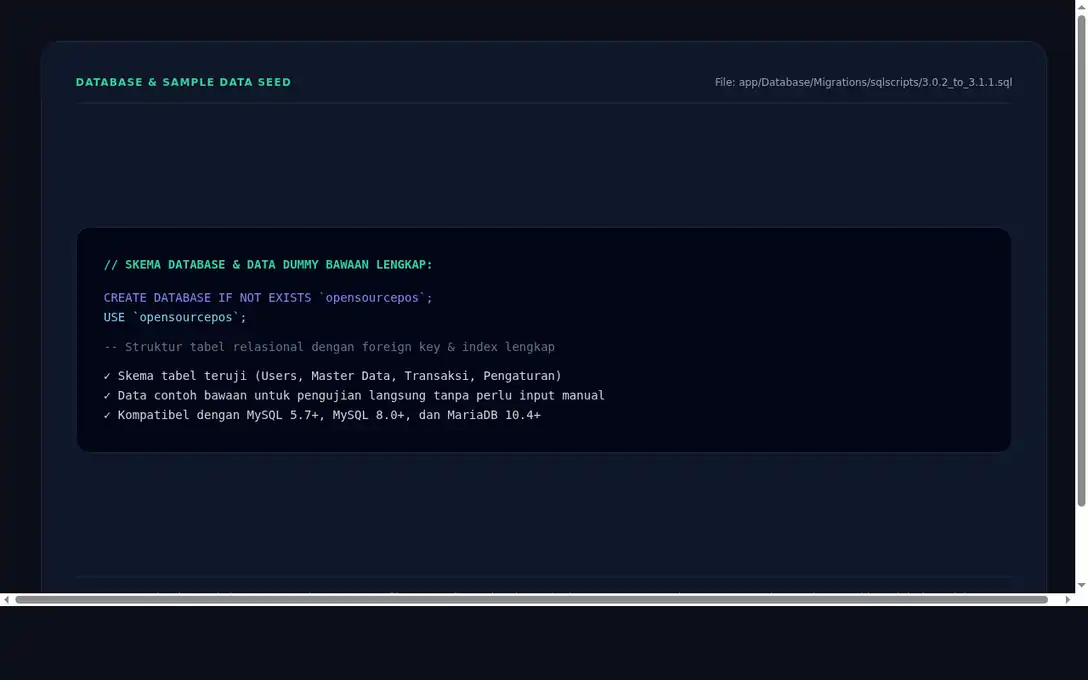 DATABASE & SAMPLE DATA SEED
File: app/Database/Migrations/sqlscripts/3.0.2_to_3.1.1.sql
// SKEMA DATABASE & DATA DUMMY BAWAAN LENGKAP:
CREATE DATABASE IF NOT EXISTS `opensourcepos`;
USE `opensourcepos`;
-- Struktur tabel relasional dengan foreign key & index lengkap
✓ Skema tabel teruji (Users, Master Data, Transaksi, Pengaturan)
✓ Data contoh bawaan untuk pengujian langsung tanpa perlu input manual
✓ Kompatibel dengan MySQL 5.7+, MySQL 8.0+, dan MariaDB 10.4+